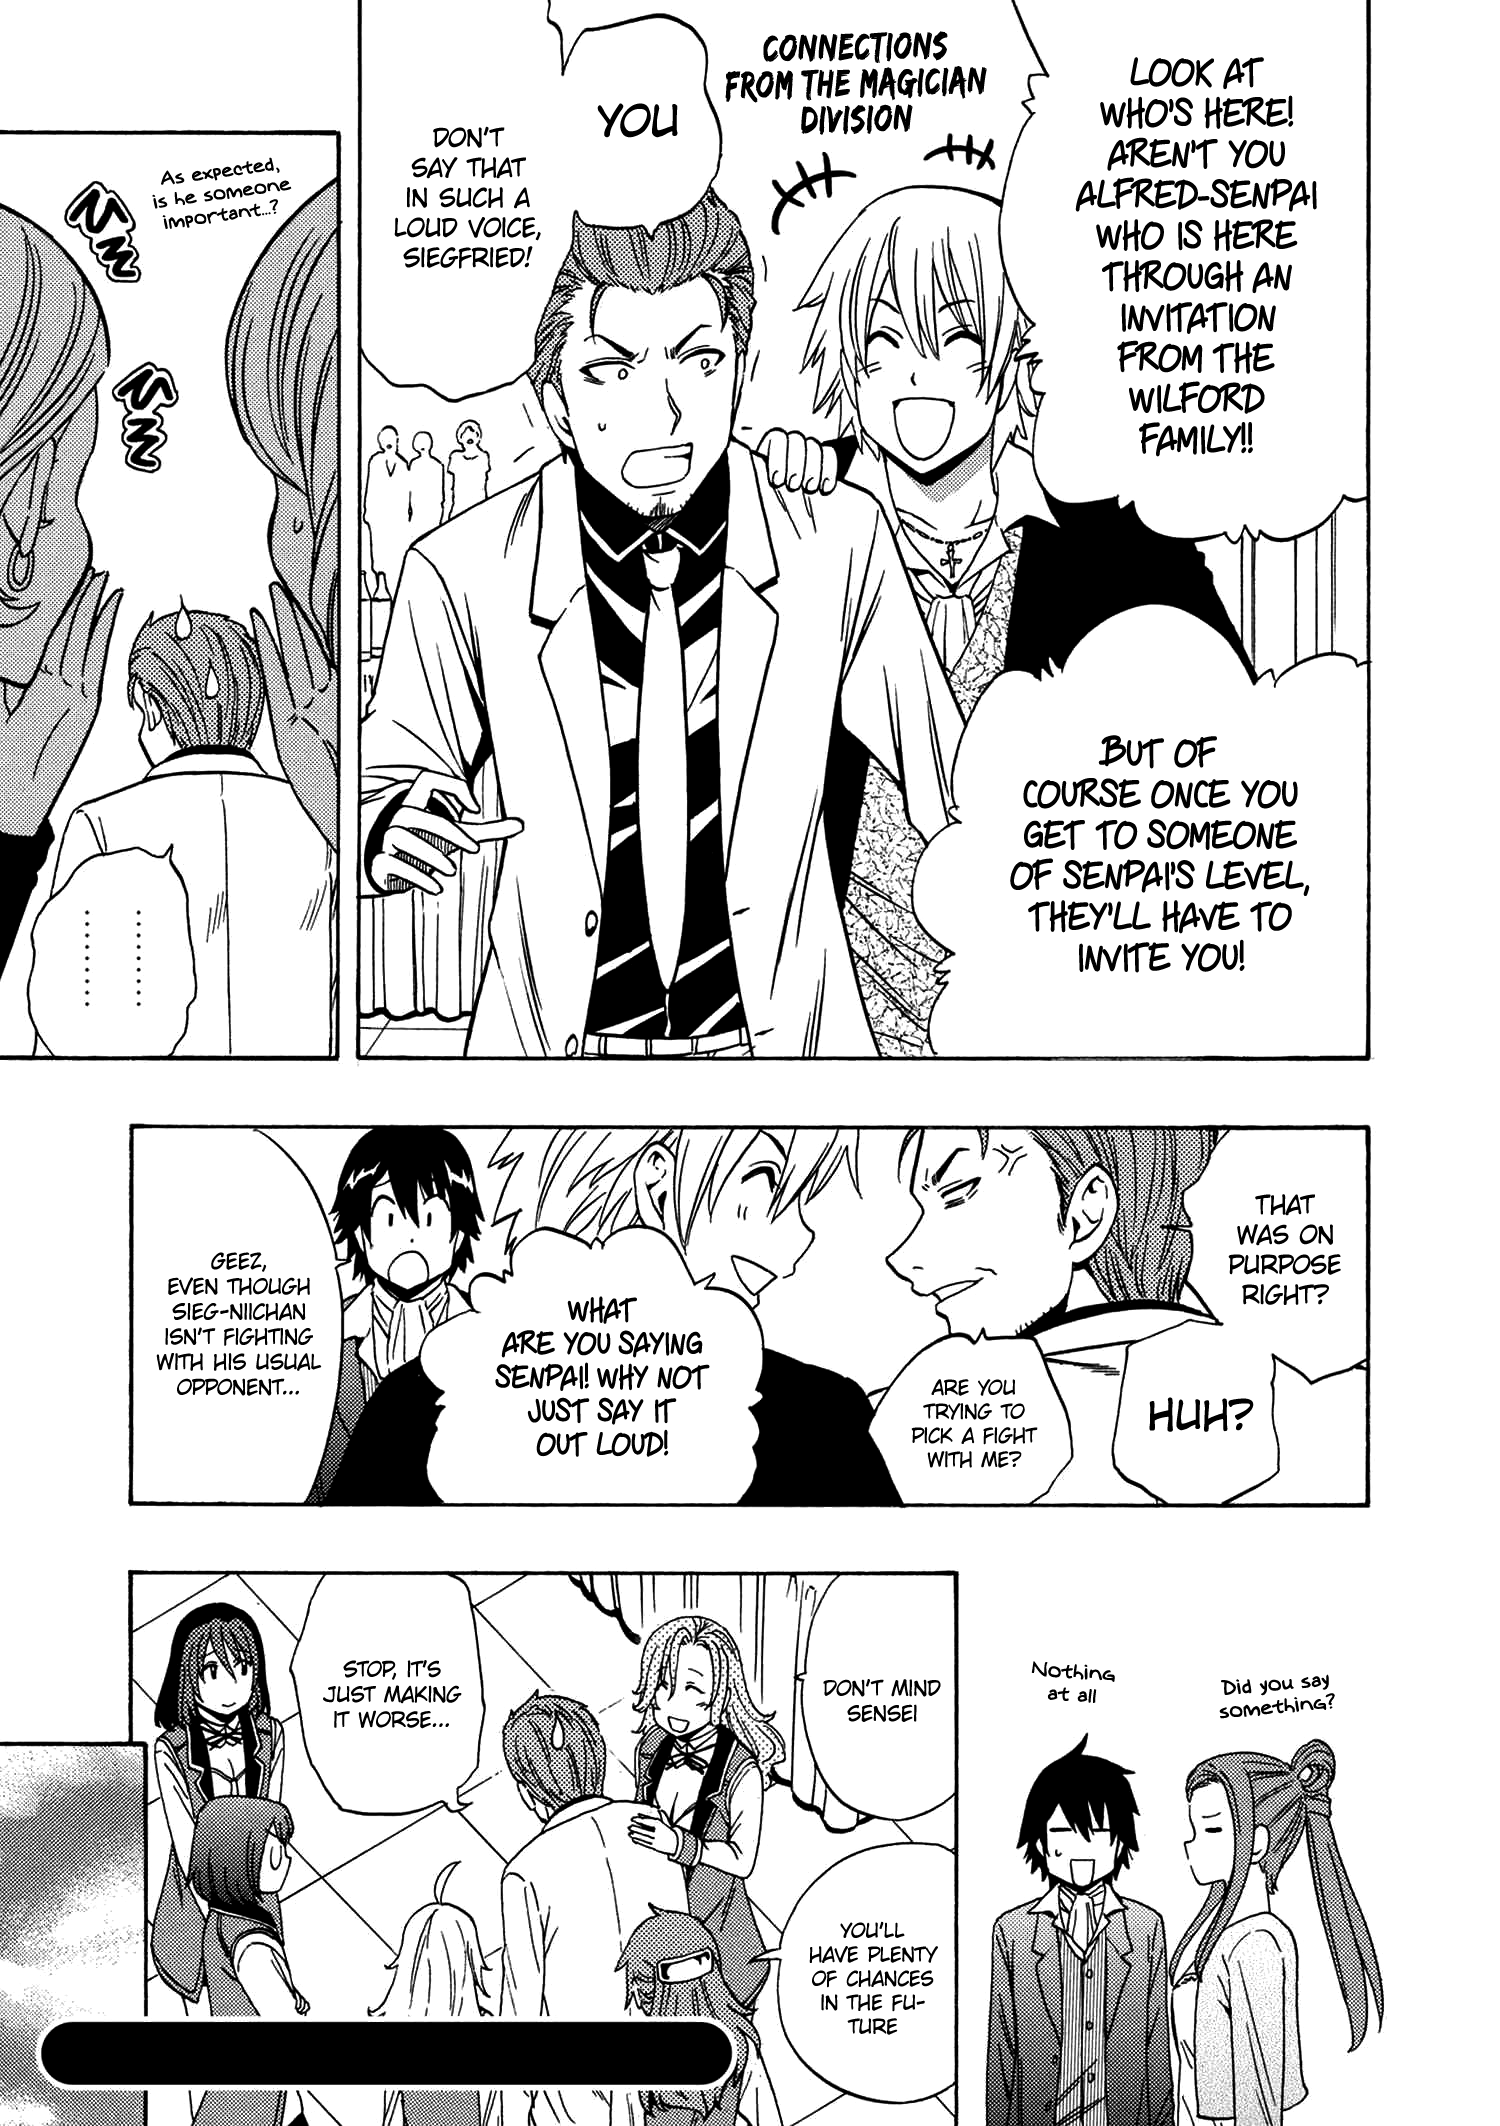 LOOK AT
WHO'S HERE!
AREN'T YOU
ALFRED-SENPAI
WHO IS HERE
THROUGH AN
INVITATION
FROM THE
WILFORD
FAMILY!!
CONNECTIONS
FROM THE MAGICIAN
DIVISION
YOU
DON'T
SAY THAT
IN SUCH A
LOUD VOICE,
SIEGFRIED!
BUT OF
COURSE ONCE YOU
GET TO SOMEONE
OF SENPAI'S LEVEL,
THEY'LL HAVE TO
INVITE YOU!
As expected,
is he someone
important...?
ヒソ
ヒソ
THAT
WAS ON
PURPOSE
RIGHT?
HUH?
ARE YOU
TRYING TO
PICK A FIGHT
WITH ME?
WHAT
ARE YOU SAYING
SENPAI! WHY NOT
JUST SAY IT
OUT LOUD!
GEEZ,
EVEN THOUGH
SIEG-NIICHAN
ISN'T FIGHTING
WITH HIS USUAL
OPPONENT...
Did you say
something?
Nothing
at all
DON'T MIND
SENSEI
STOP, IT'S
JUST MAKING
IT WORSE...
YOU'LL
HAVE PLENTY
OF CHANCES
IN THE FU-
TURE